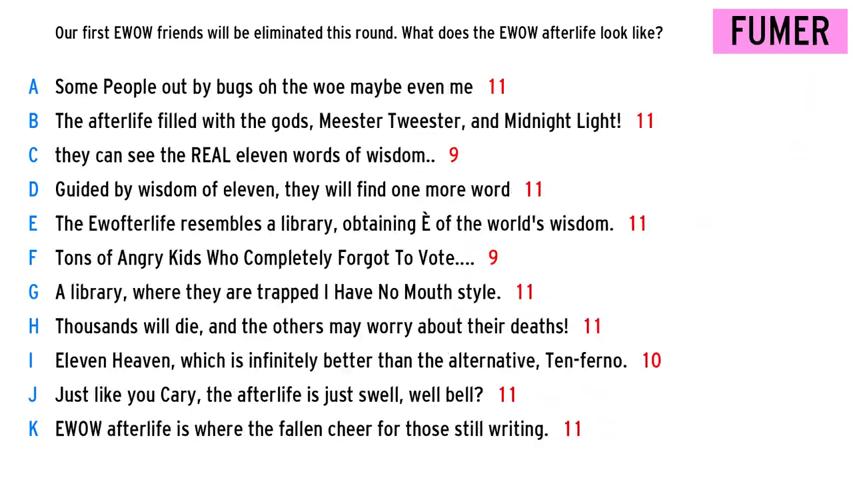 Our first EWOW friends will be eliminated this round. What does the EWOW afterlife look like?
FUMER
A Some People out by bugs oh the woe maybe even me 11
B The afterlife filled with the gods, Meester Tweester, and Midnight Light! 11
C they can see the REAL eleven words of wisdom.. 9
D Guided by wisdom of eleven, they will find one more word 11
E The Ewofterlife resembles a library, obtaining È of the world's wisdom. 11
F Tons of Angry Kids Who Completely Forgot To Vote.... 9
G A library, where they are trapped I Have No Mouth style. 11
H Thousands will die, and the others may worry about their deaths! 11
I Eleven Heaven, which is infinitely better than the alternative, Ten-ferno. 10
J Just like you Cary, the afterlife is just swell, well bell? 11
K EWOW afterlife is where the fallen cheer for those still writing. 11